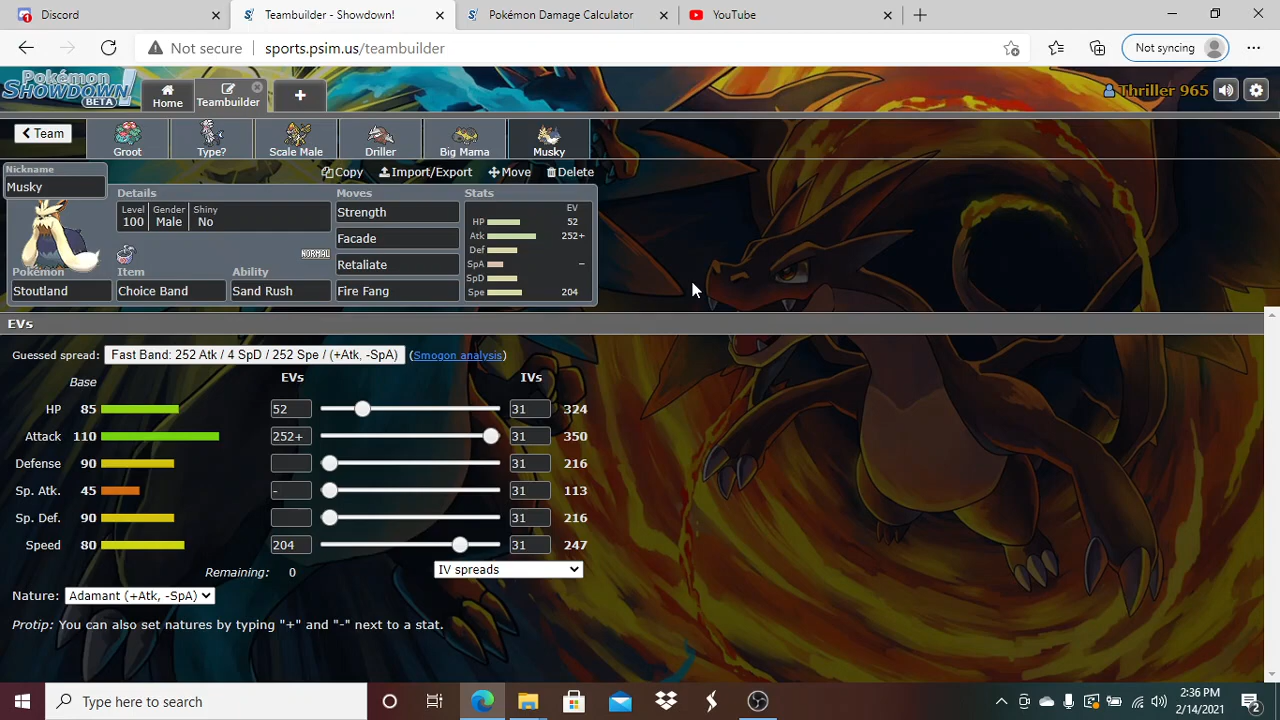 Discord
Teambuilder - Showdown!
Pokémon Damage Calculator
YouTube
Not secure
sports.psim.us/teambuilder
Not syncing
Pokémon
SHOWDOWN!
BETA
Home
Teambuilder
+
Thriller 965
Team
Groot
Type?
Scale Male
Driller
Big Mama
Musky
Copy
Import/Export
Move
Delete
Nickname
Musky
Details
Level
100
Gender
Male
Shiny
No
NORMAL
Pokémon
Stoutland
Item
Choice Band
Ability
Sand Rush
Moves
Strength
Facade
Retaliate
Fire Fang
Stats
EV
HP 52
Atk 252+
Def
SpA –
SpD
Spe 204
EVs
Guessed spread: Fast Band: 252 Atk / 4 SpD / 252 Spe / (+Atk, -SpA) (Smogon analysis)
Base EVs IVs
HP 85 52 31 324
Attack 110 252+ 31 350
Defense 90 31 216
Sp. Atk. 45 - 31 113
Sp. Def. 90 31 216
Speed 80 204 31 247
Remaining: 0
IV spreads
Nature: Adamant (+Atk, -SpA)
Protip: You can also set natures by typing "+" and "-" next to a stat.
Type here to search
2:36 PM
2/14/2021
2